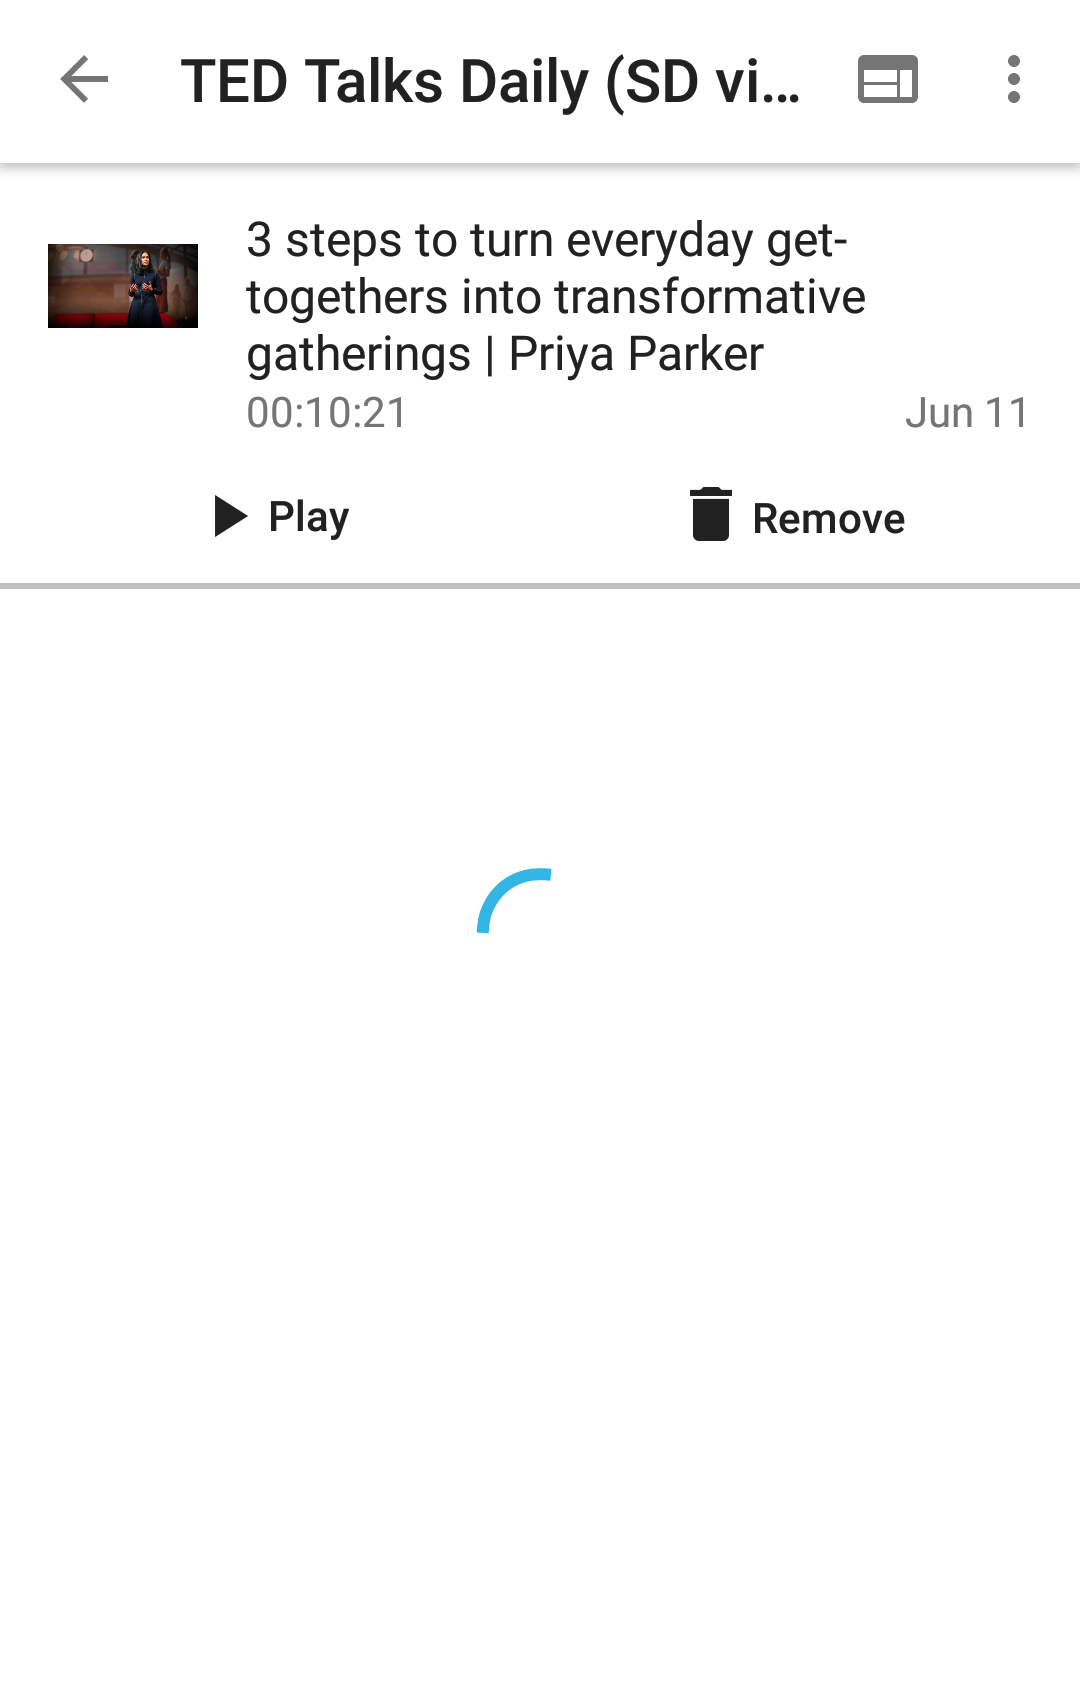 TED Talks Daily (SD vi...
3 steps to turn everyday get-
togethers into transformative
gatherings | Priya Parker
00:10:21
Jun 11
Play
Remove